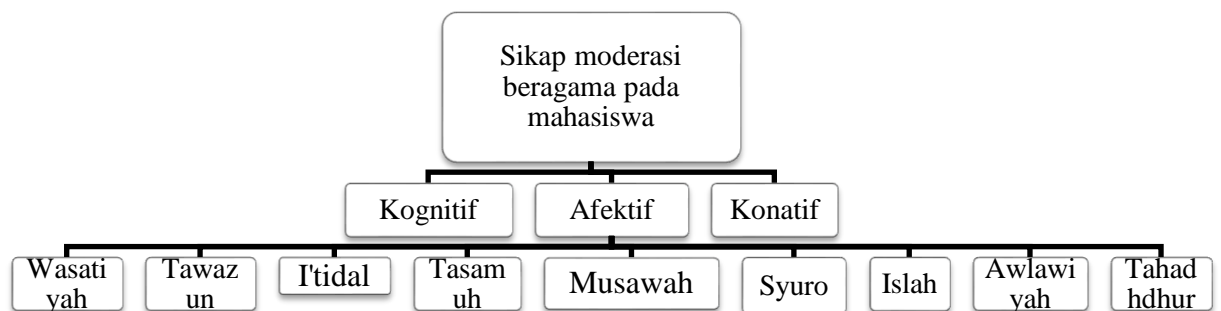 Sikap moderasi
beragama pada
mahasiswa
Kognitif
Afektif
Konatif
Wasati
yah
Tawaz
un
I'tidal
Tasam
uh
Musawah
Syuro
Islah
Awlawi
yah
Tahad
hdhur